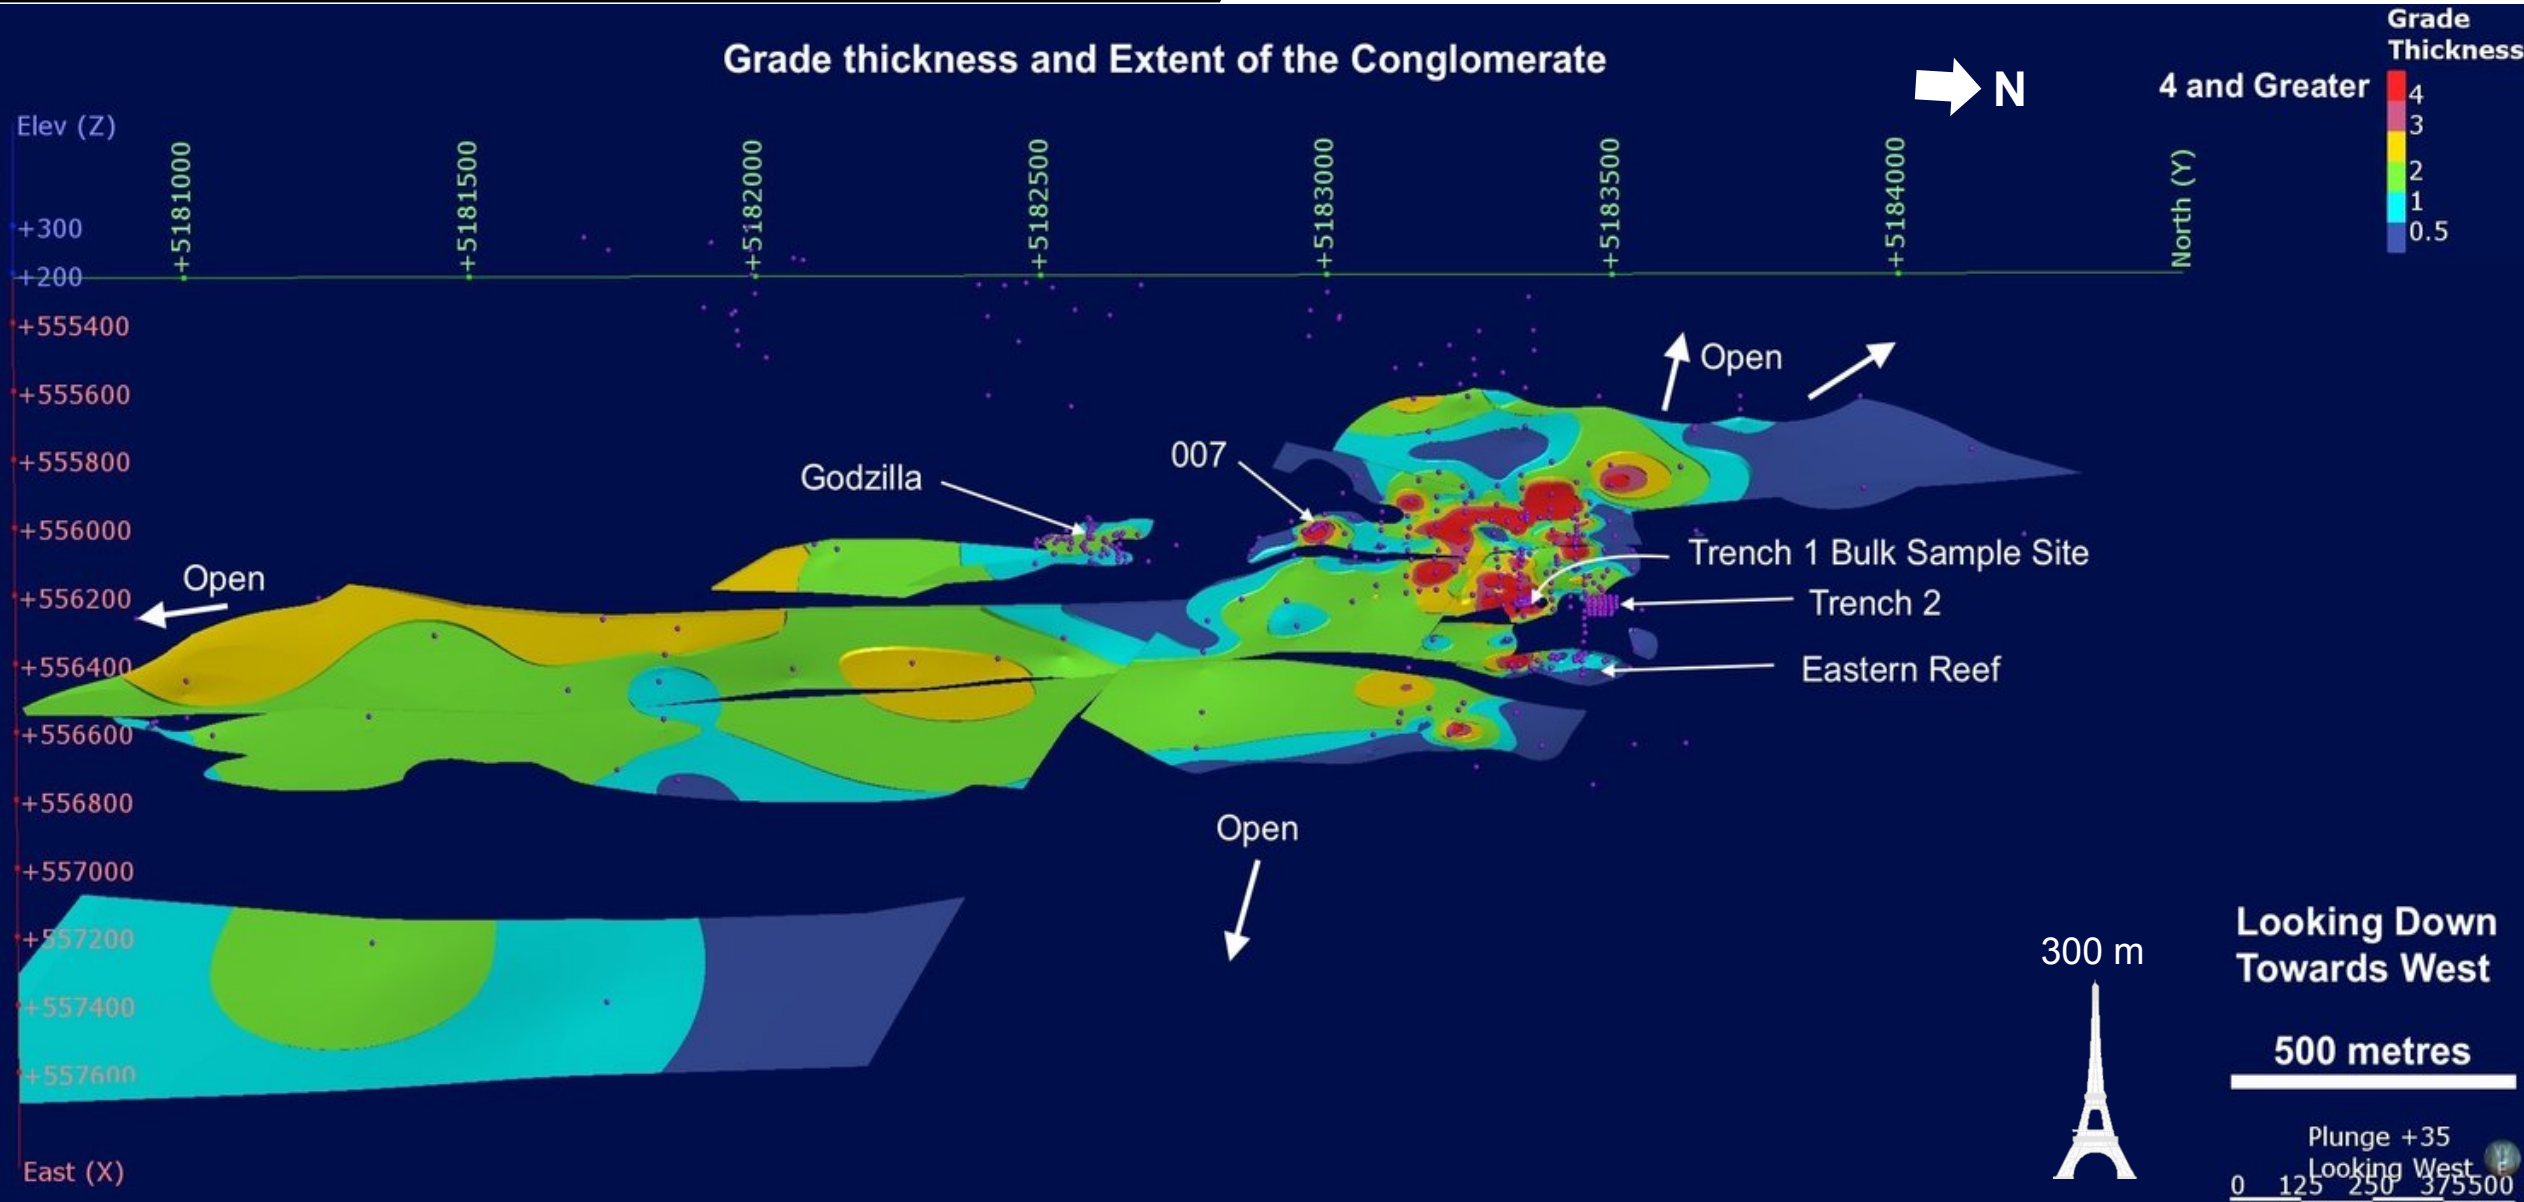 Grade thickness and Extent of the Conglomerate
N
Grade
Thickness
4 and Greater
4
3
2
1
0.5
Elev (Z)
+300
+200
+5181000
+5181500
+5182000
+5182500
+5183000
+5183500
+5184000
North (Y)
+555400
+555600
+555800
+556000
+556200
+556400
+556600
+556800
+557000
+557200
+557400
+557600
East (X)
Open
007
Godzilla
Trench 1 Bulk Sample Site
Open
Trench 2
Eastern Reef
Open
300 m
Looking Down
Towards West
500 metres
Plunge +35
Looking West
0 125 250 375500